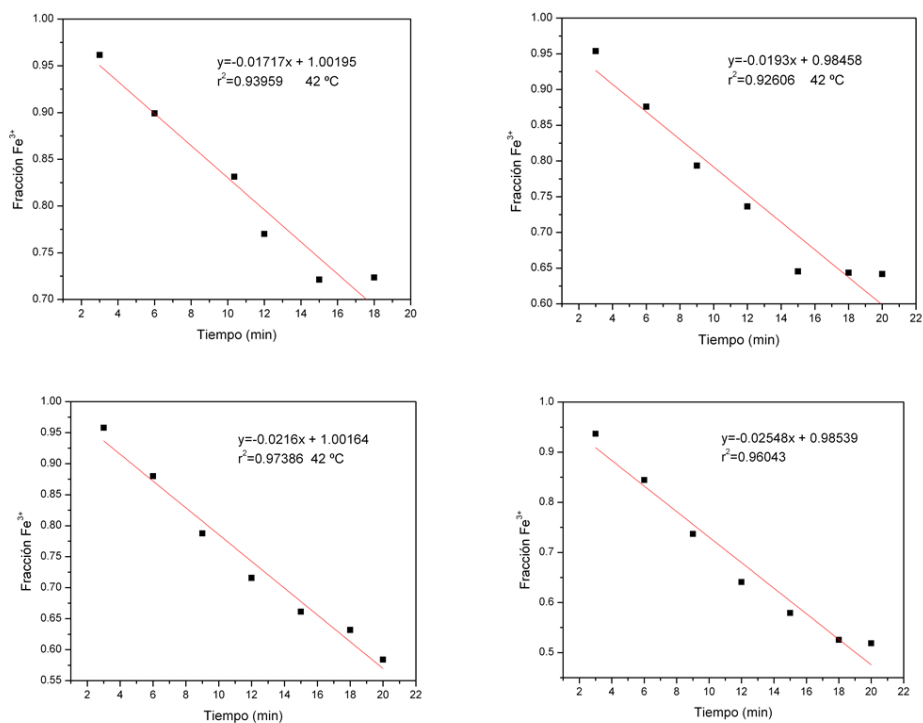 1.00
0.95
0.90
0.85
0.80
0.75
0.70
2 4 6 8 10 12 14 16 18 20
Fracción Fe³⁺
Tiempo (min)
y=-0.01717x + 1.00195
r²=0.93959 42 ºC
1.00
0.95
0.90
0.85
0.80
0.75
0.70
0.65
0.60
2 4 6 8 10 12 14 16 18 20 22
Fracción Fe³⁺
Tiempo (min)
y=-0.0193x + 0.98458
r²=0.92606 42 ºC
1.00
0.95
0.90
0.85
0.80
0.75
0.70
0.65
0.60
0.55
2 4 6 8 10 12 14 16 18 20 22
Fracción Fe³⁺
Tiempo (min)
y=-0.0216x + 1.00164
r²=0.97386 42 ºC
1.0
0.9
0.8
0.7
0.6
0.5
2 4 6 8 10 12 14 16 18 20 22
Fracción Fe³⁺
Tiempo (min)
y=-0.02548x + 0.98539
r²=0.96043